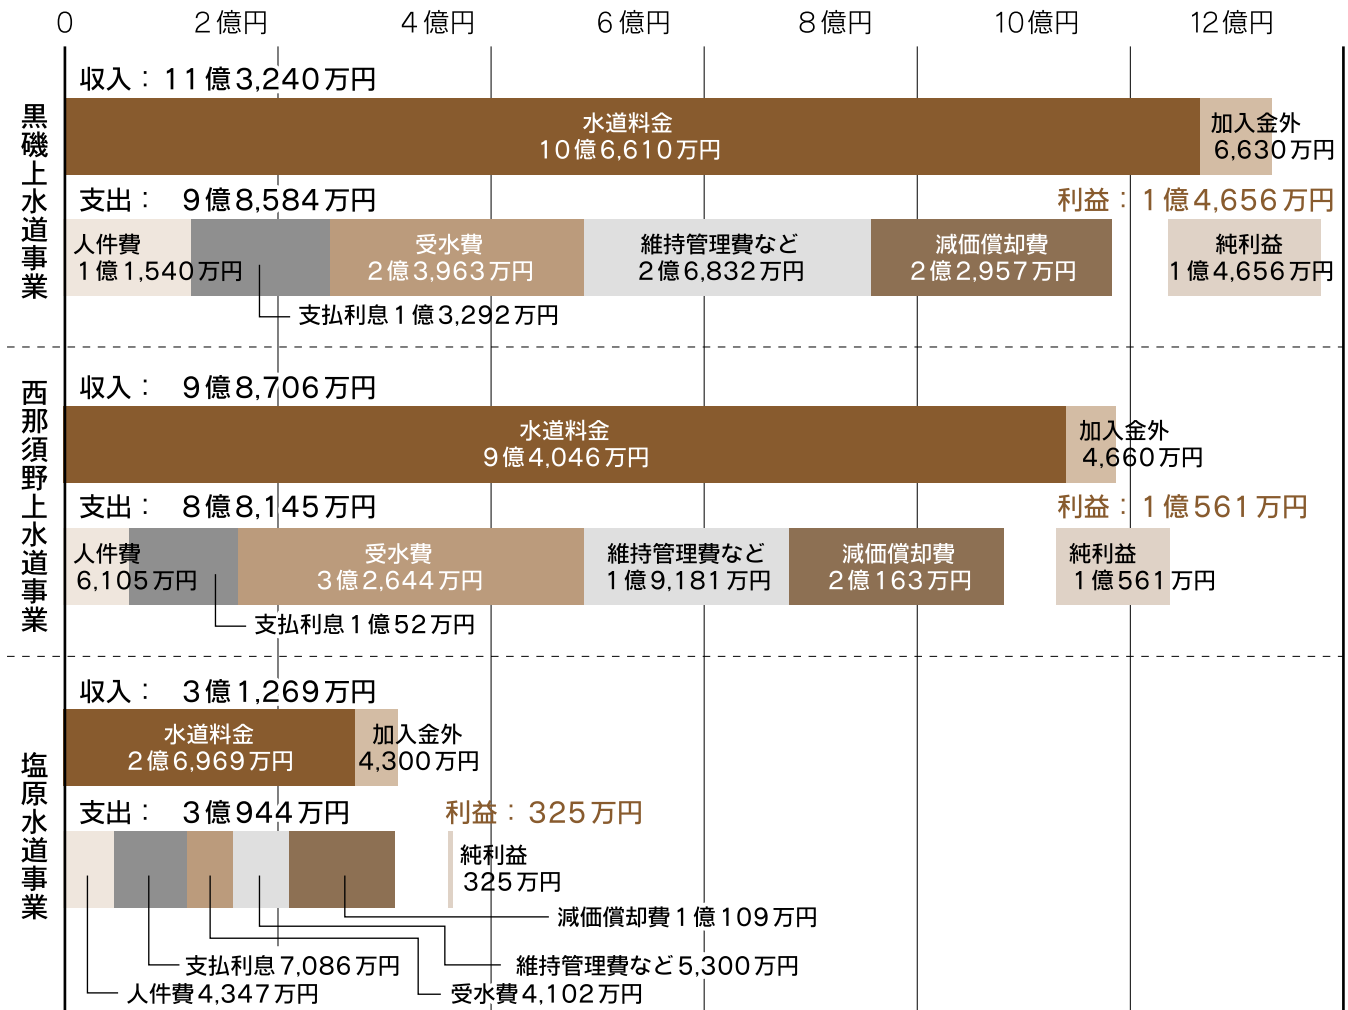 0 2億円 4億円 6億円 8億円 10億円 12億円
黒磯上水道事業
収入： 11億3,240万円
水道料金
10億6,610万円
加入金外
6,630万円
支出： 9億8,584万円
利益：1億4,656万円
人件費
1億1,540万円
受水費
2億3,963万円
維持管理費など
2億6,832万円
減価償却費
2億2,957万円
純利益
1億4,656万円
支払利息1億3,292万円
西那須野上水道事業
収入： 9億8,706万円
水道料金
9億4,046万円
加入金外
4,660万円
支出： 8億8,145万円
利益：1億561万円
人件費
6,105万円
受水費
3億2,644万円
維持管理費など
1億9,181万円
減価償却費
2億163万円
純利益
1億561万円
支払利息1億52万円
塩原水道事業
収入： 3億1,269万円
水道料金
2億6,969万円
加入金外
4,300万円
支出： 3億944万円
利益：325万円
純利益
325万円
減価償却費1億109万円
支払利息7,086万円
維持管理費など5,300万円
人件費4,347万円
受水費4,102万円